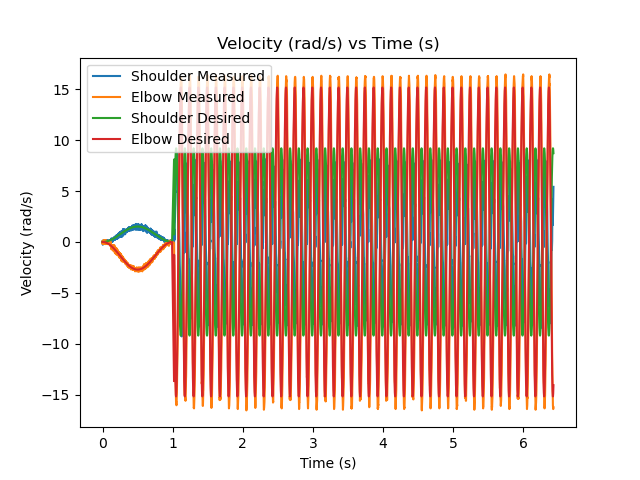 Velocity (rad/s) vs Time (s)
Shoulder Measured
Elbow Measured
Shoulder Desired
Elbow Desired
Velocity (rad/s)
15
10
5
0
−5
−10
−15
0 1 2 3 4 5 6
Time (s)